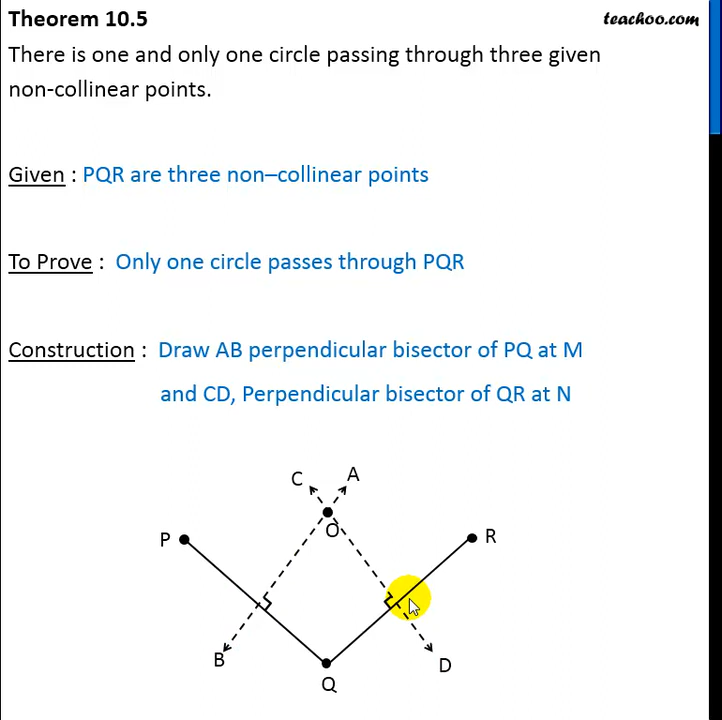 Theorem 10.5
teachoo.com
There is one and only one circle passing through three given
non-collinear points.
Given : PQR are three non–collinear points
To Prove : Only one circle passes through PQR
Construction : Draw AB perpendicular bisector of PQ at M
and CD, Perpendicular bisector of QR at N
C A
O
P
R
B
D
Q